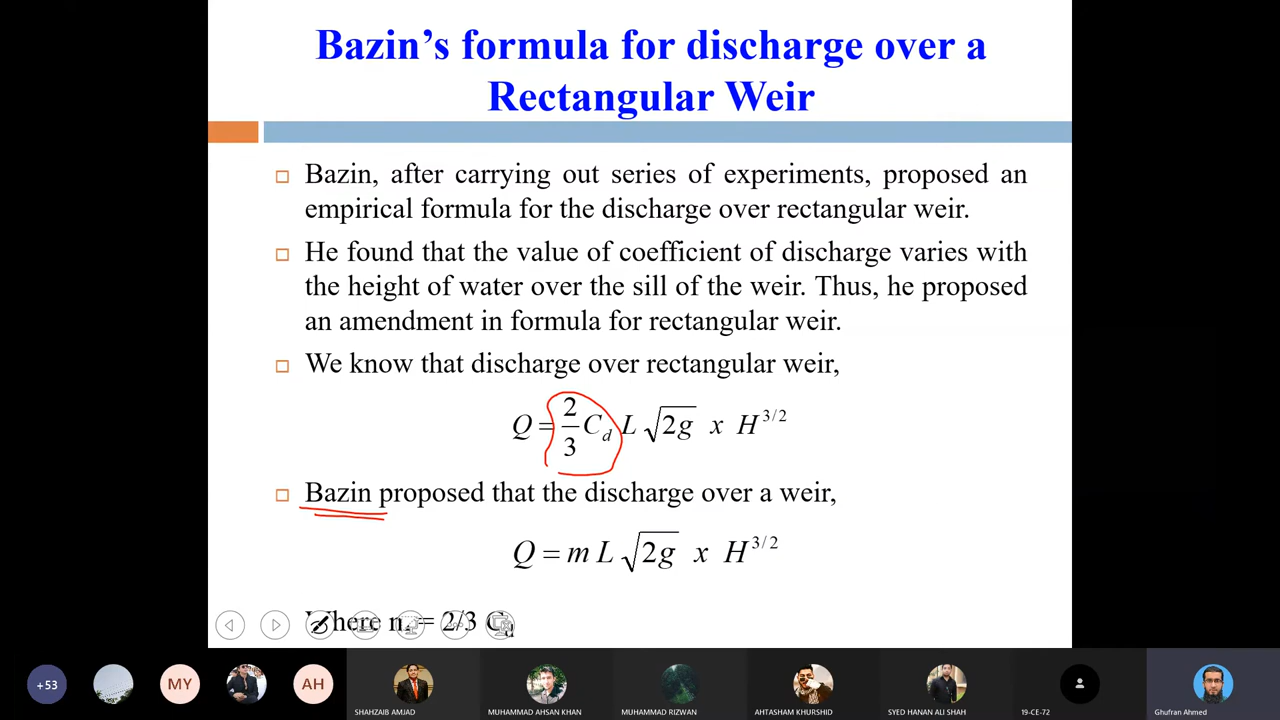 Bazin's formula for discharge over a
Rectangular Weir
Bazin, after carrying out series of experiments, proposed an
empirical formula for the discharge over rectangular weir.
He found that the value of coefficient of discharge varies with
the height of water over the sill of the weir. Thus, he proposed
an amendment in formula for rectangular weir.
We know that discharge over rectangular weir,
Q = 2/3 C_d L √2g x H^3/2
Bazin proposed that the discharge over a weir,
Q = m L √2g x H^3/2
Where = 2/3 C_d
+53
MY
AH
SHAHZAIB AMJAD
MUHAMMAD AHSAN KHAN
MUHAMMAD RIZWAN
AHTASHAM KHURSHID
SYED HANAN ALI SHAH
19-CE-72
Ghufran Ahmed